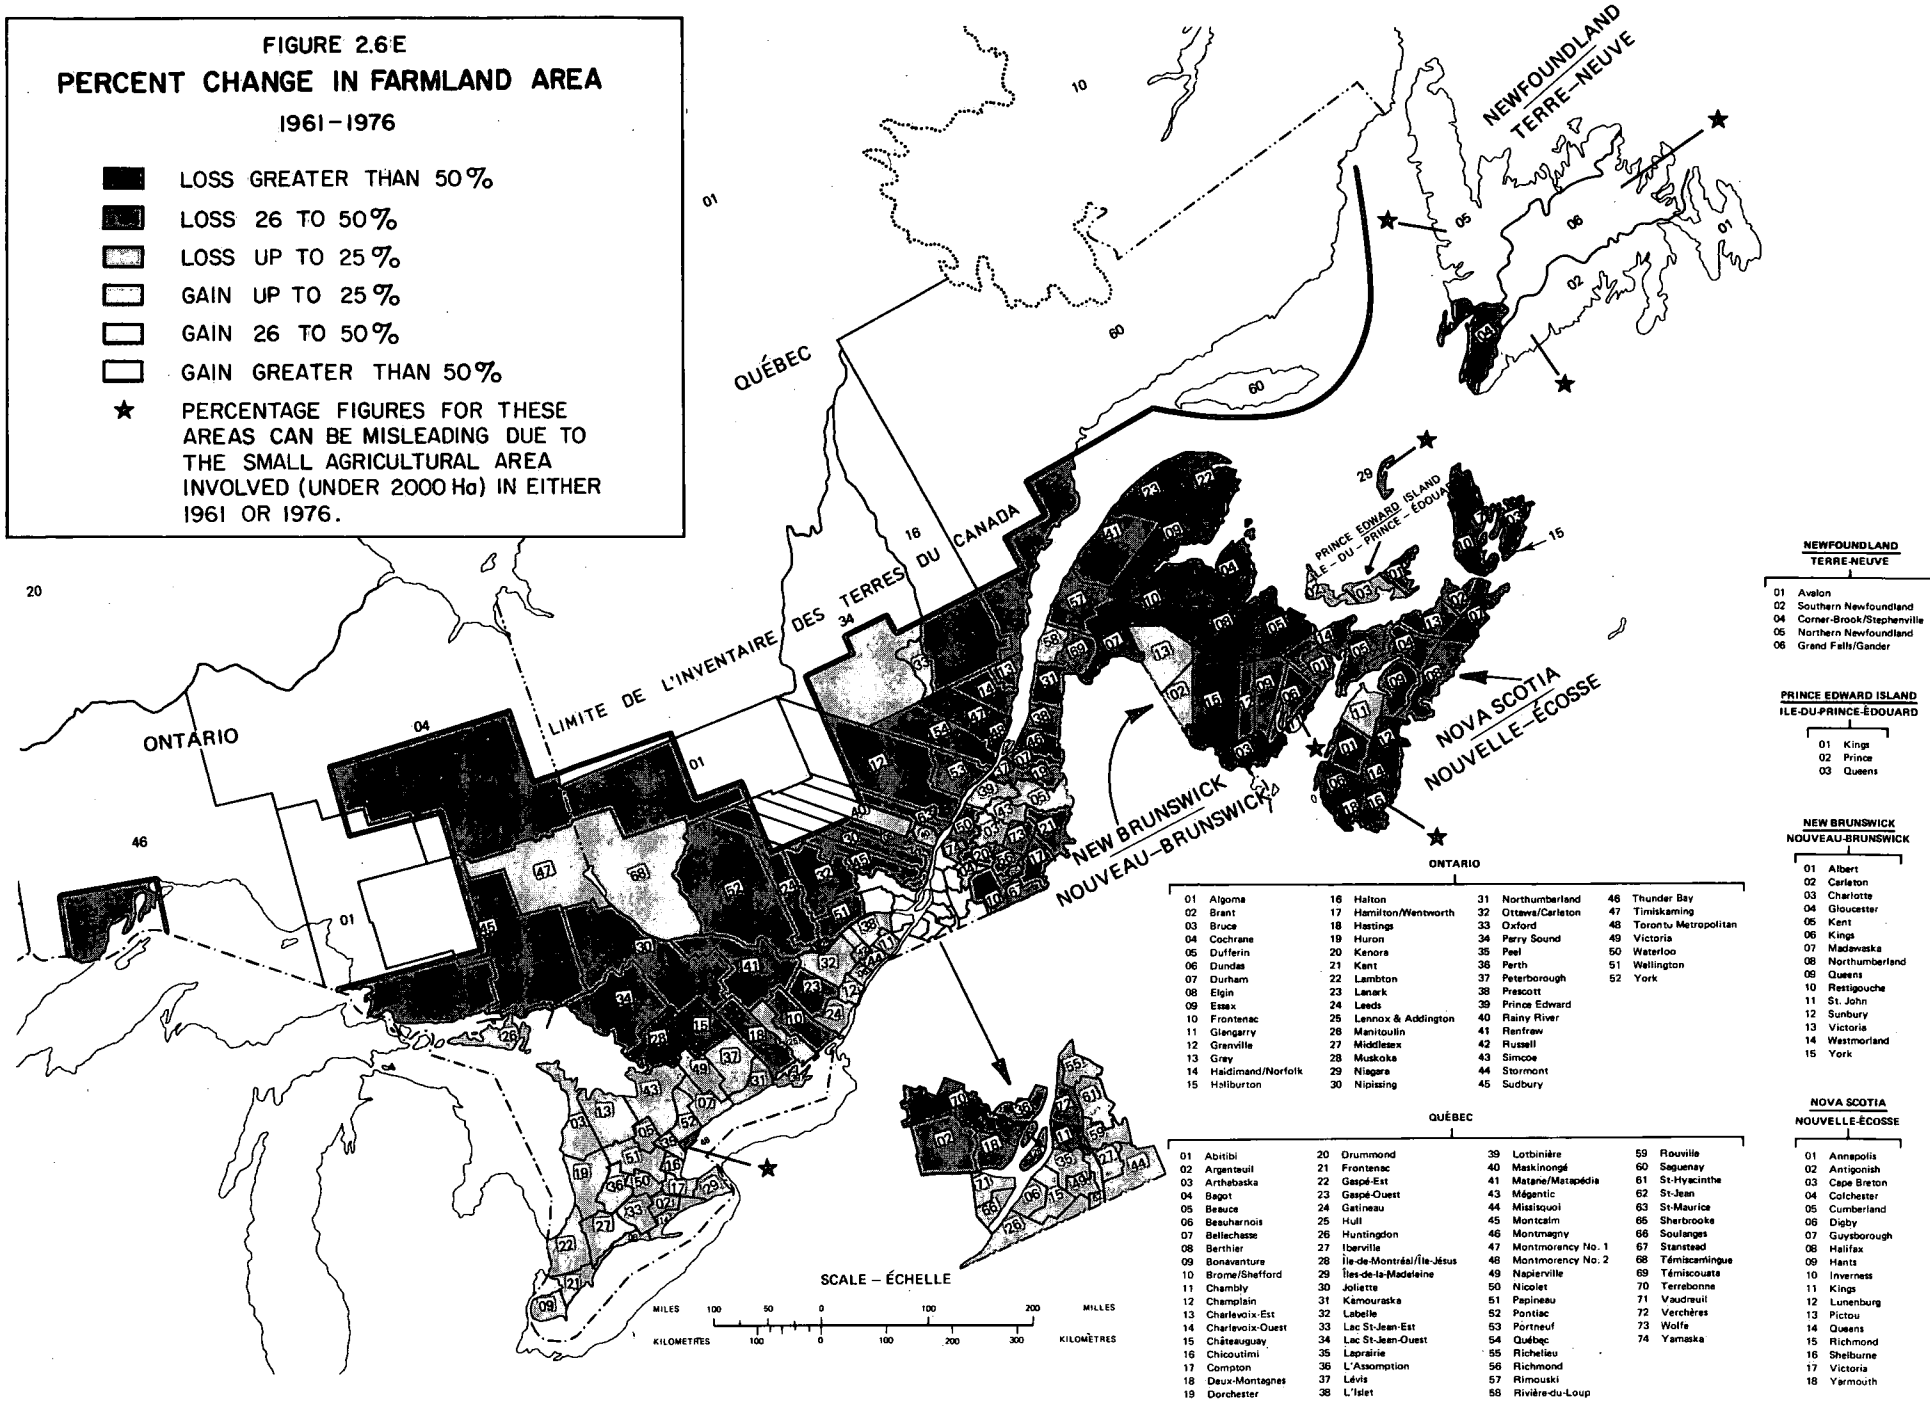 FIGURE 2.6 E
PERCENT CHANGE IN FARMLAND AREA
1961-1976
LOSS GREATER THAN 50%
LOSS 26 TO 50%
LOSS UP TO 25%
GAIN UP TO 25%
GAIN 26 TO 50%
GAIN GREATER THAN 50%
★ PERCENTAGE FIGURES FOR THESE
AREAS CAN BE MISLEADING DUE TO
THE SMALL AGRICULTURAL AREA
INVOLVED (UNDER 2000 Ha) IN EITHER
1961 OR 1976.
NEWFOUNDLAND
TERRE-NEUVE
QUÉBEC
LIMITE DE L'INVENTAIRE DES TERRES DU CANADA
ONTARIO
PRINCE EDWARD ISLAND
ILE-DU-PRINCE-ÉDOUARD
NOVA SCOTIA
NOUVELLE-ÉCOSSE
NEW BRUNSWICK
NOUVEAU-BRUNSWICK
SCALE – ÉCHELLE
MILES 100 50 0 100 200 MILLES
KILOMETRES 100 0 100 200 300 KILOMÈTRES
NEWFOUNDLAND
TERRE-NEUVE
01 Avalon
02 Southern Newfoundland
04 Corner-Brook/Stephenville
05 Northern Newfoundland
06 Grand Falls/Gander
PRINCE EDWARD ISLAND
ILE-DU-PRINCE-ÉDOUARD
01 Kings
02 Prince
03 Queens
NEW BRUNSWICK
NOUVEAU-BRUNSWICK
01 Albert
02 Carleton
03 Charlotte
04 Gloucester
05 Kent
06 Kings
07 Madawaska
08 Northumberland
09 Queens
10 Restigouche
11 St. John
12 Sunbury
13 Victoria
14 Westmorland
15 York
NOVA SCOTIA
NOUVELLE-ÉCOSSE
01 Annapolis
02 Antigonish
03 Cape Breton
04 Colchester
05 Cumberland
06 Digby
07 Guysborough
08 Halifax
09 Hants
10 Inverness
11 Kings
12 Lunenburg
13 Pictou
14 Queens
15 Richmond
16 Shelburne
17 Victoria
18 Yarmouth
ONTARIO
01 Algoma
02 Brant
03 Bruce
04 Cochrane
05 Dufferin
06 Dundas
07 Durham
08 Elgin
09 Essex
10 Frontenac
11 Glengarry
12 Grenville
13 Grey
14 Haldimand/Norfolk
15 Haliburton
16 Halton
17 Hamilton/Wentworth
18 Hastings
19 Huron
20 Kenora
21 Kent
22 Lambton
23 Lanark
24 Leeds
25 Lennox & Addington
26 Manitoulin
27 Middlesex
28 Muskoka
29 Niagara
30 Nipissing
31 Northumberland
32 Ottawa/Carleton
33 Oxford
34 Parry Sound
35 Peel
36 Perth
37 Peterborough
38 Prescott
39 Prince Edward
40 Rainy River
41 Renfrew
42 Russell
43 Simcoe
44 Stormont
45 Sudbury
46 Thunder Bay
47 Timiskaming
48 Toronto Metropolitan
49 Victoria
50 Waterloo
51 Wellington
52 York
QUÉBEC
01 Abitibi
02 Argenteuil
03 Arthabaska
04 Bagot
05 Beauce
06 Beauharnois
07 Bellechasse
08 Berthier
09 Bonaventure
10 Brome/Shefford
11 Chambly
12 Champlain
13 Charlevoix-Est
14 Charlevoix-Ouest
15 Châteauguay
16 Chicoutimi
17 Compton
18 Deux-Montagnes
19 Dorchester
20 Drummond
21 Frontenac
22 Gaspé-Est
23 Gaspé-Ouest
24 Gatineau
25 Hull
26 Huntingdon
27 Iberville
28 Île-de-Montréal/Île-Jésus
29 Îles-de-la-Madeleine
30 Joliette
31 Kamouraska
32 Labelle
33 Lac St-Jean-Est
34 Lac St-Jean-Ouest
35 Laprairie
36 L'Assomption
37 Lévis
38 L'Islet
39 Lotbinière
40 Maskinongé
41 Matane/Matapédia
43 Mégantic
44 Missisquoi
45 Montcalm
46 Montmagny
47 Montmorency No. 1
48 Montmorency No. 2
49 Napierville
50 Nicolet
51 Papineau
52 Pontiac
53 Portneuf
54 Québec
55 Richelieu
56 Richmond
57 Rimouski
58 Rivière-du-Loup
59 Rouville
60 Saguenay
61 St-Hyacinthe
62 St-Jean
63 St-Maurice
65 Sherbrooke
66 Soulanges
67 Stanstead
68 Témiscamingue
69 Témiscouata
70 Terrebonne
71 Vaudreuil
72 Verchères
73 Wolfe
74 Yamaska